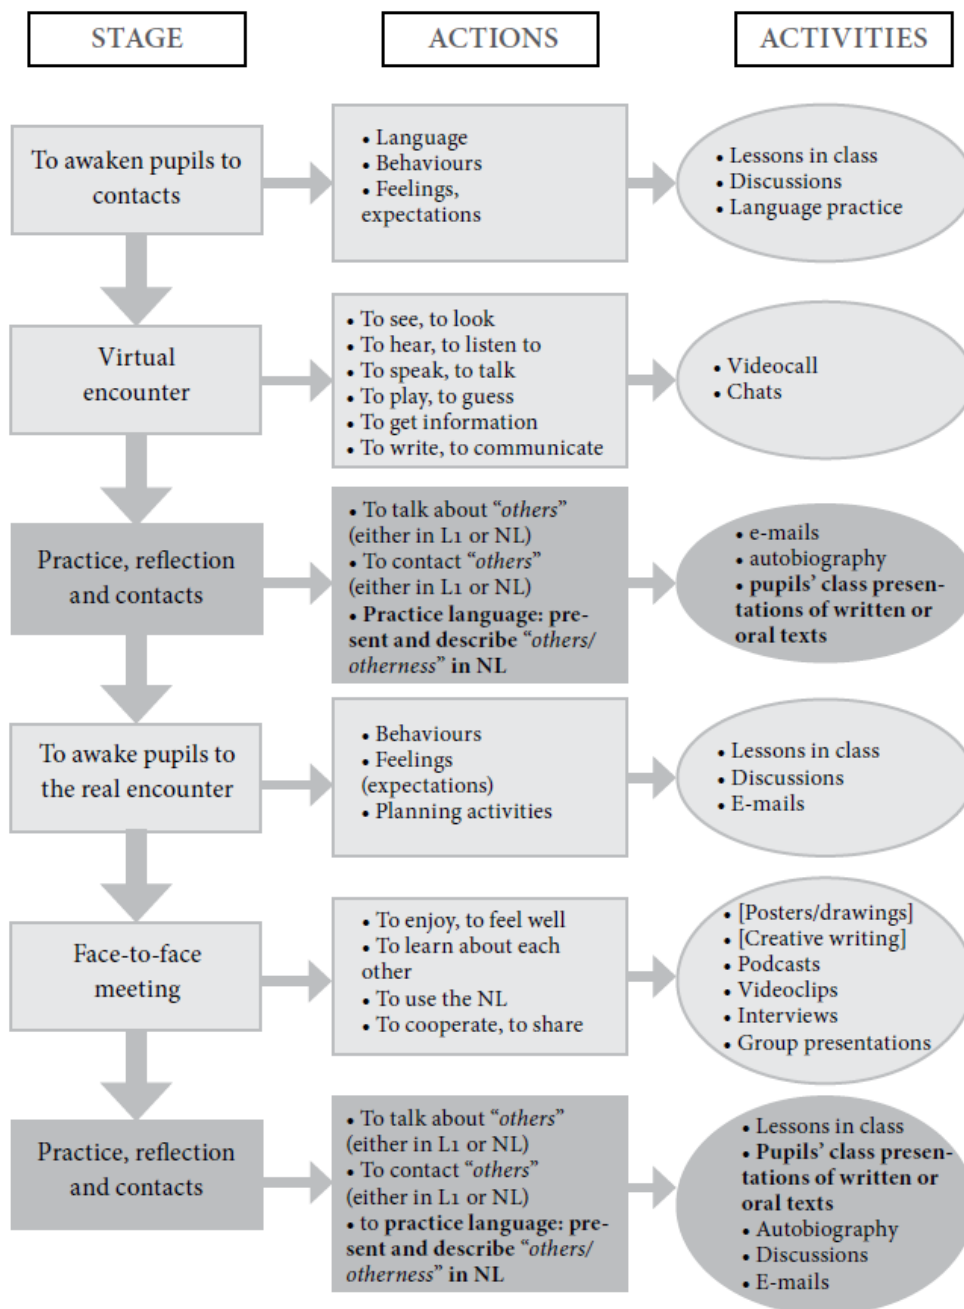 STAGE
ACTIONS
ACTIVITIES
To awaken pupils to
contacts
• Language
• Behaviours
• Feelings,
expectations
• Lessons in class
• Discussions
• Language practice
Virtual
encounter
• To see, to look
• To hear, to listen to
• To speak, to talk
• To play, to guess
• To get information
• To write, to communicate
• Videocall
• Chats
Practice, reflection
and contacts
• To talk about “others”
(either in L1 or NL)
• To contact “others”
(either in L1 or NL)
• Practice language: pre-
sent and describe “others/
otherness” in NL
• e-mails
• autobiography
• pupils’ class presen-
tations of written or
oral texts
To awake pupils to
the real encounter
• Behaviours
• Feelings
(expectations)
• Planning activities
• Lessons in class
• Discussions
• E-mails
Face-to-face
meeting
• To enjoy, to feel well
• To learn about each
other
• To use the NL
• To cooperate, to share
• [Posters/drawings]
• [Creative writing]
• Podcasts
• Videoclips
• Interviews
• Group presentations
Practice, reflection
and contacts
• To talk about “others”
(either in L1 or NL)
• To contact “others”
(either in L1 or NL)
• to practice language: pre-
sent and describe “others/
otherness” in NL
• Lessons in class
• Pupils’ class presen-
tations of written or
oral texts
• Autobiography
• Discussions
• E-mails